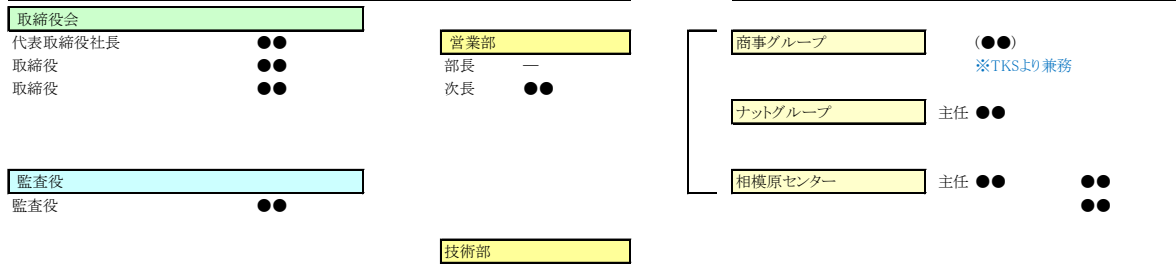 取締役会
代表取締役社長 ●●
取締役 ●●
取締役 ●●
監査役
監査役 ●●
営業部
部長 ―
次長 ●●
技術部
商事グループ (●●)
※TKSより兼務
ナットグループ 主任 ●●
相模原センター 主任 ●● ●●
●●